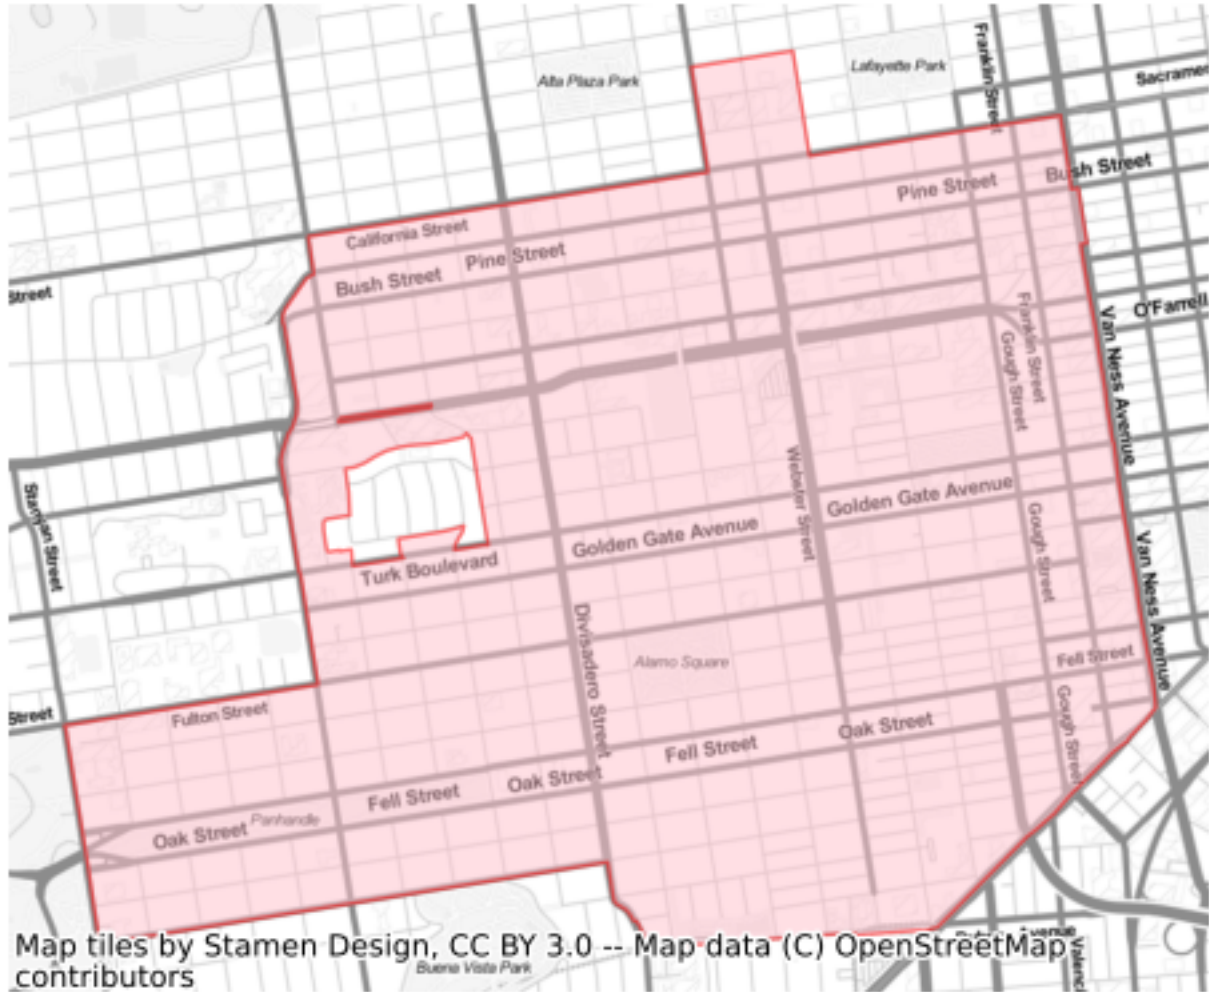 Franklin Street
Alta Plaza Park
Lafayette Park
Sacrame
Bush Street
Pine Street
California Street
Pine Street
Bush Street
Street
O'Farrell
Franklin Street
Gough Street
Van Ness Avenue
Webster Street
Stanyan Street
Golden Gate Avenue
Golden Gate Avenue
Turk Boulevard
Gough Street
Van Ness Avenue
Divisadero Street
Alamo Square
Fell Street
Street
Fulton Street
Gough Street
Oak Street
Fell Street
Oak Street
Fell Street
Panhandle
Oak Street
Avenue
Valenci
Map tiles by Stamen Design, CC BY 3.0 -- Map data (C) OpenStreetMap
contributors
Buena Vista Park